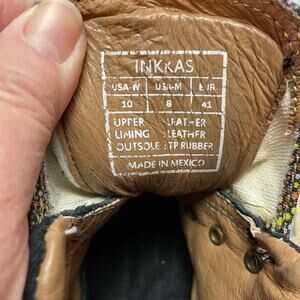 INKKAS
USA-W USA-M EUR
10 8 41
UPPER :LEATHER
LINING :LEATHER
OUTSOLE :TP RUBBER
MADE IN MEXICO